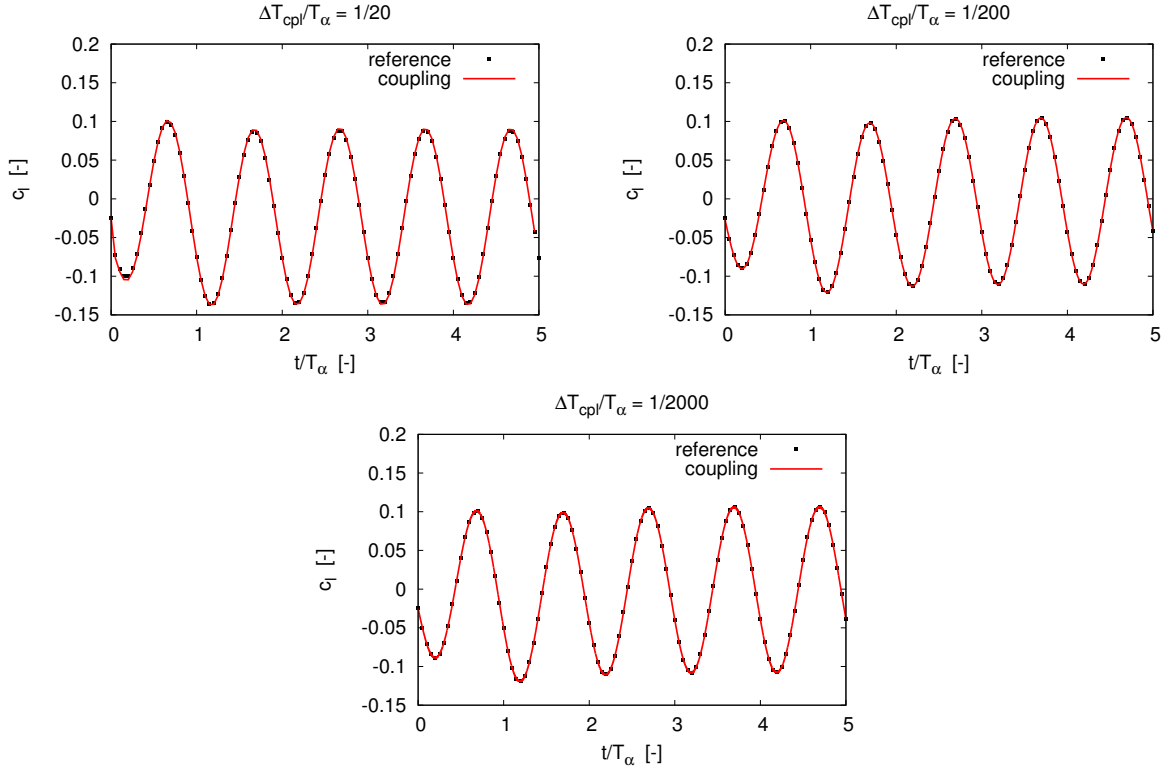 ΔT_cpl/T_α = 1/20
0.2
0.15
0.1
0.05
0
-0.05
-0.1
-0.15
c_l [-]
reference
coupling
0 1 2 3 4 5
t/T_α [-]
ΔT_cpl/T_α = 1/200
0.2
0.15
0.1
0.05
0
-0.05
-0.1
-0.15
c_l [-]
reference
coupling
0 1 2 3 4 5
t/T_α [-]
ΔT_cpl/T_α = 1/2000
0.2
0.15
0.1
0.05
0
-0.05
-0.1
-0.15
c_l [-]
reference
coupling
0 1 2 3 4 5
t/T_α [-]